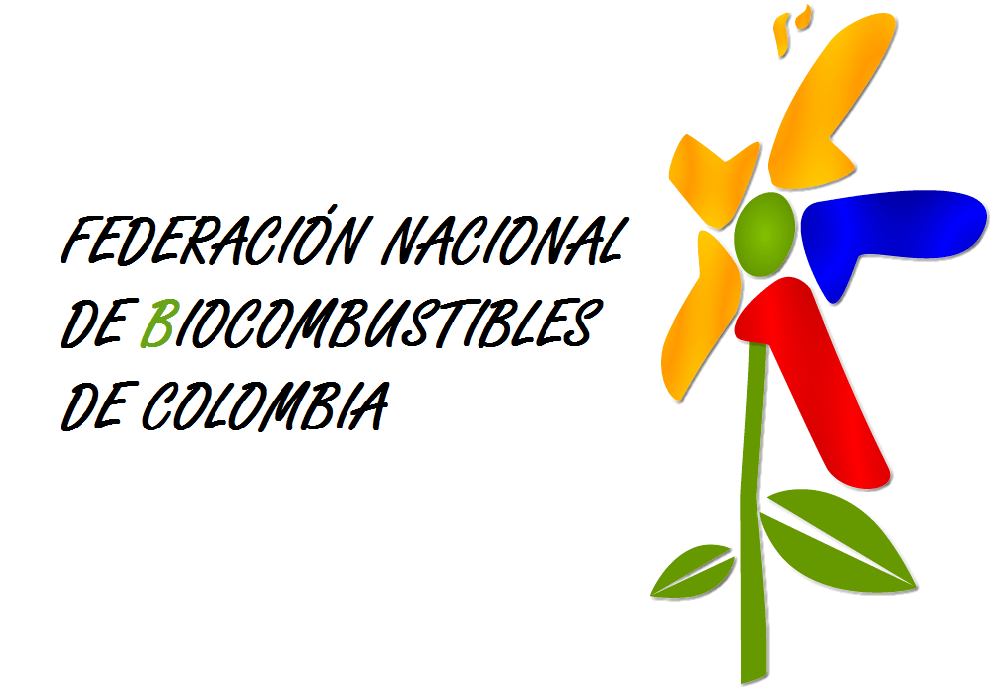 FEDERACIÓN NACIONAL
DE BIOCOMBUSTIBLES
DE COLOMBIA